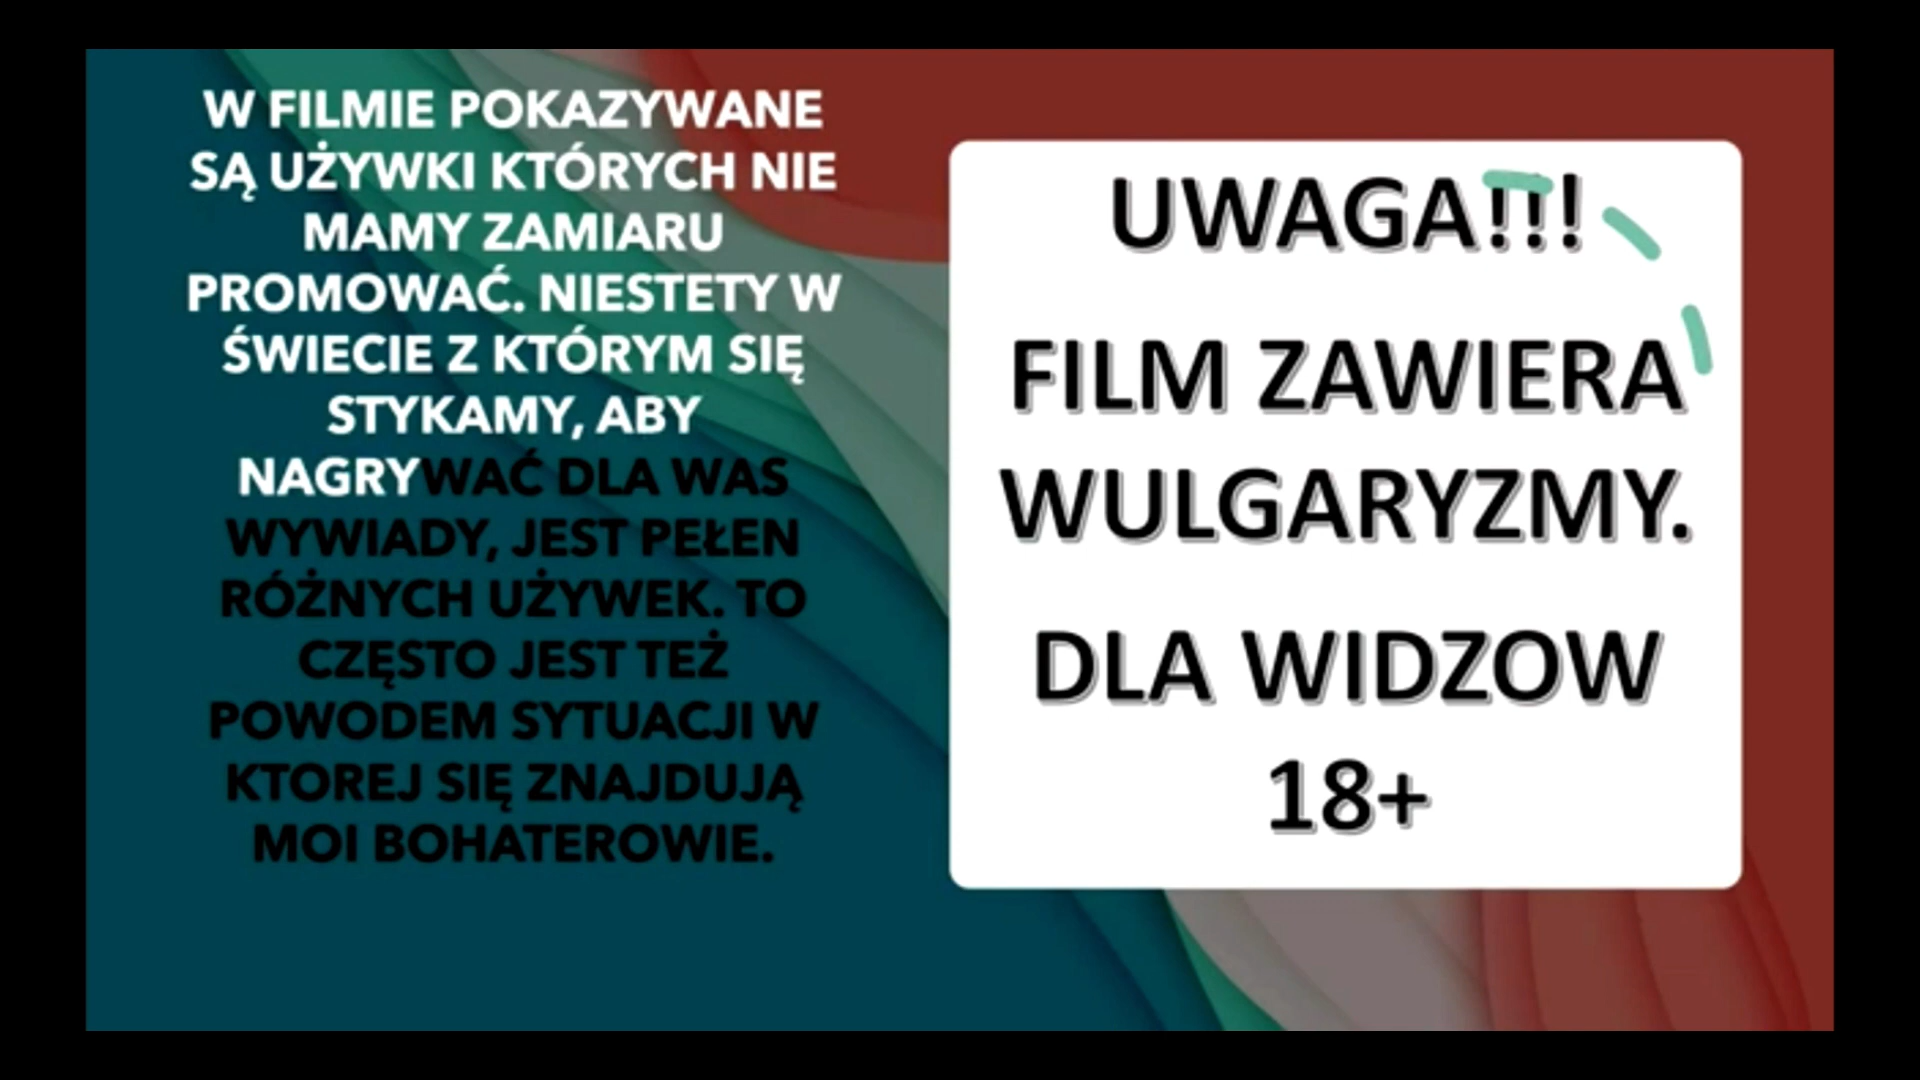 W FILMIE POKAZYWANE
SĄ UŻYWKI KTÓRYCH NIE
MAMY ZAMIARU
PROMOWAĆ. NIESTETY W
ŚWIECIE Z KTÓRYM SIĘ
STYKAMY, ABY
NAGRYWAĆ DLA WAS
WYWIADY, JEST PEŁEN
RÓŻNYCH UŻYWEK. TO
CZĘSTO JEST TEŻ
POWODEM SYTUACJI W
KTOREJ SIĘ ZNAJDUJĄ
MOI BOHATEROWIE.
UWAGA!!!
FILM ZAWIERA
WULGARYZMY.
DLA WIDZOW
18+